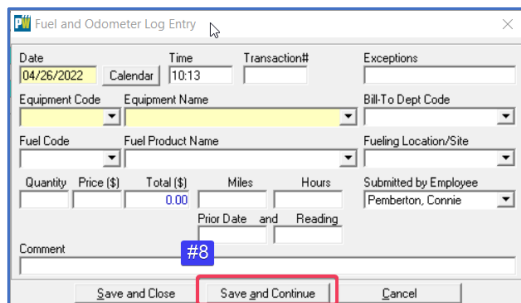 PW Fuel and Odometer Log Entry
Date Time Transaction# Exceptions
04/26/2022 Calendar 10:13
Equipment Code Equipment Name Bill-To Dept Code
Fuel Code Fuel Product Name Fueling Location/Site
Quantity Price ($) Total ($) Miles Hours Submitted by Employee
0.00 Pemberton, Connie
Prior Date and Reading
#8
Comment
Save and Close Save and Continue Cancel